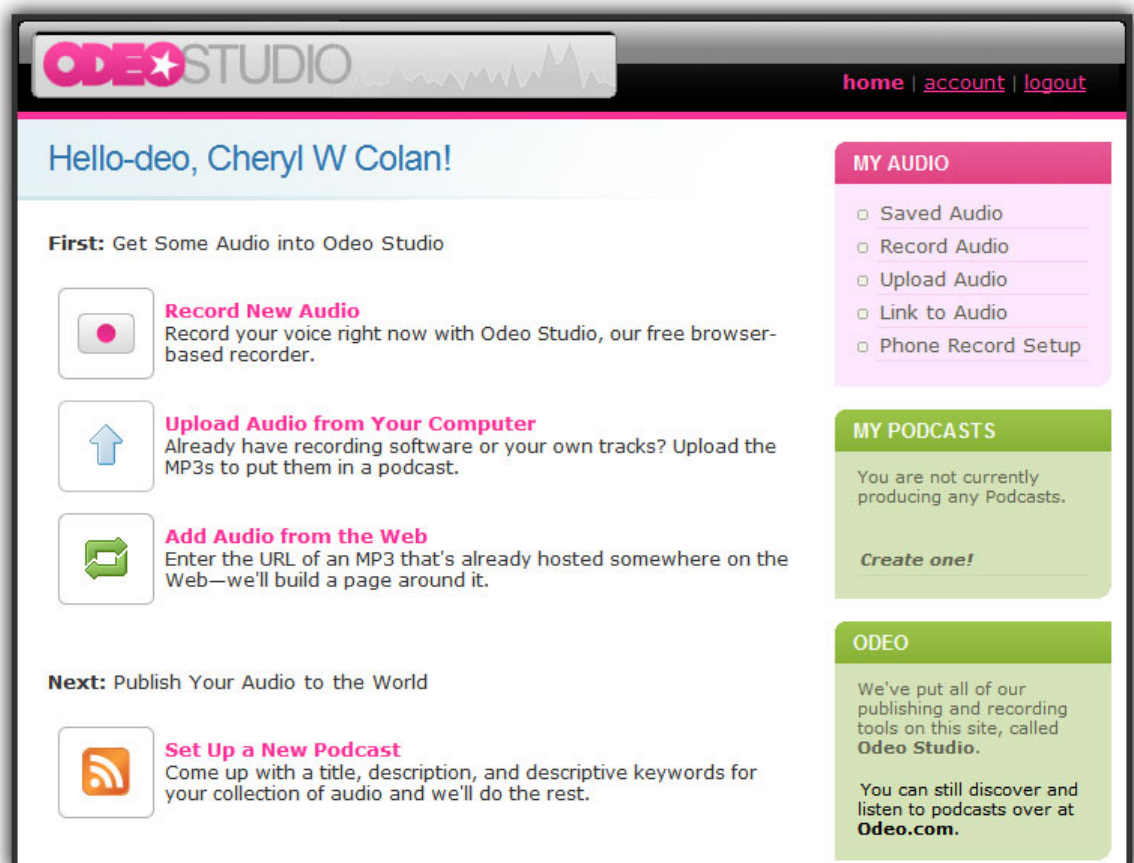 ODEOSTUDIO
home | account | logout
Hello-deo, Cheryl W Colan!
First: Get Some Audio into Odeo Studio
Record New Audio
Record your voice right now with Odeo Studio, our free browser-
based recorder.
Upload Audio from Your Computer
Already have recording software or your own tracks? Upload the
MP3s to put them in a podcast.
Add Audio from the Web
Enter the URL of an MP3 that's already hosted somewhere on the
Web—we'll build a page around it.
Next: Publish Your Audio to the World
Set Up a New Podcast
Come up with a title, description, and descriptive keywords for
your collection of audio and we'll do the rest.
MY AUDIO
Saved Audio
Record Audio
Upload Audio
Link to Audio
Phone Record Setup
MY PODCASTS
You are not currently
producing any Podcasts.
Create one!
ODEO
We've put all of our
publishing and recording
tools on this site, called
Odeo Studio.
You can still discover and
listen to podcasts over at
Odeo.com.